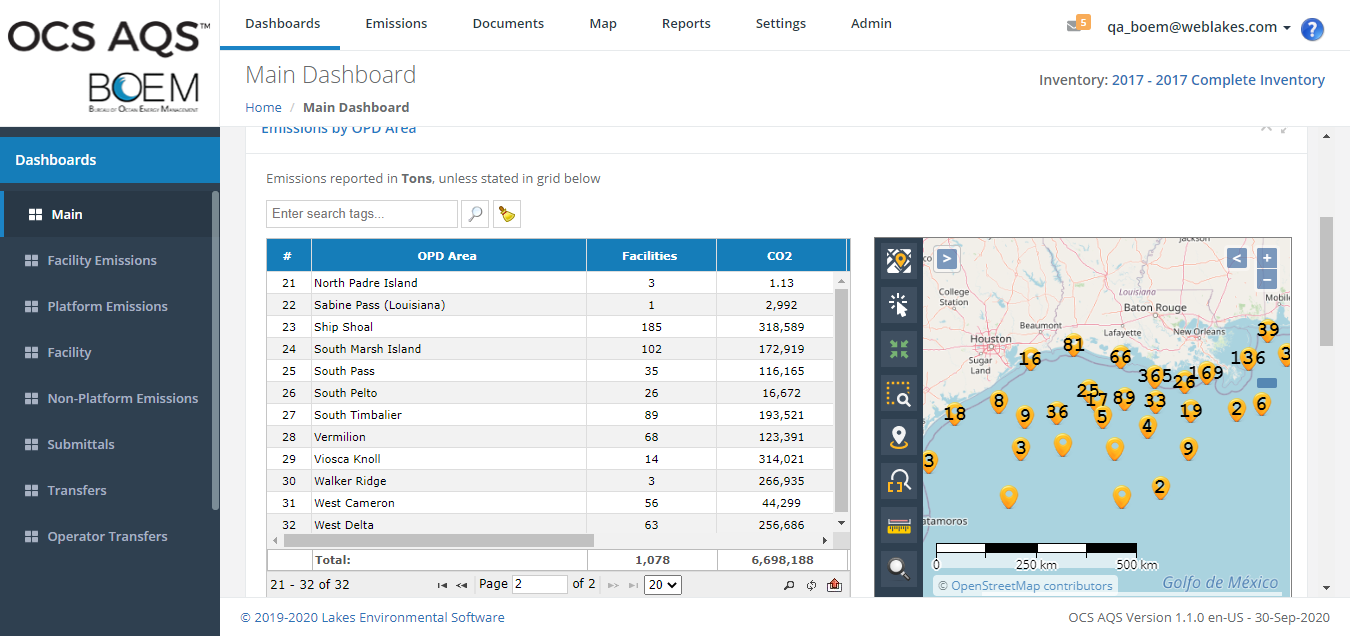 OCS AQS™
BOEM
BUREAU OF OCEAN ENERGY MANAGEMENT
Dashboards
Emissions
Documents
Map
Reports
Settings
Admin
5
qa_boem@weblakes.com
?
Main Dashboard
Home / Main Dashboard
Inventory: 2017 - 2017 Complete Inventory
Dashboards
Main
Facility Emissions
Platform Emissions
Facility
Non-Platform Emissions
Submittals
Transfers
Operator Transfers
Emissions by OPD Area
Emissions reported in Tons, unless stated in grid below
Enter search tags...
# OPD Area Facilities CO2
21 North Padre Island 3 1.13
22 Sabine Pass (Louisiana) 1 2,992
23 Ship Shoal 185 318,589
24 South Marsh Island 102 172,919
25 South Pass 35 116,165
26 South Pelto 26 16,672
27 South Timbalier 89 193,521
28 Vermilion 68 123,391
29 Viosca Knoll 14 314,021
30 Walker Ridge 3 266,935
31 West Cameron 56 44,299
32 West Delta 63 256,686
Total: 1,078 6,698,188
21 - 32 of 32
Page 2 of 2
20
Jackson
co
>
<
+
−
College
Station
Louisiana
Baton Rouge
Mobil
Beaumont
Lafayette
New Orleans
Houston
Sugar
Land
39
81
16
66
136
3
365
26
169
25
17
89
33
8
18
9
36
5
19
2
6
4
3
9
3
2
atamoros
0 250 km 500 km
Golfo de México
© OpenStreetMap contributors
© 2019-2020 Lakes Environmental Software
OCS AQS Version 1.1.0 en-US - 30-Sep-2020